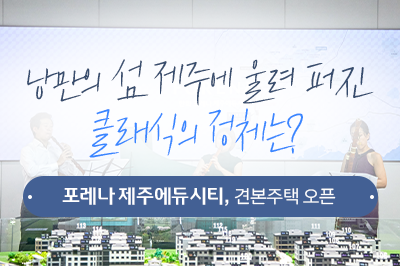 낭만의 섬 제주에 울려 퍼진
클래식의 정체는?
포레나 제주에듀시티, 견본주택 오픈